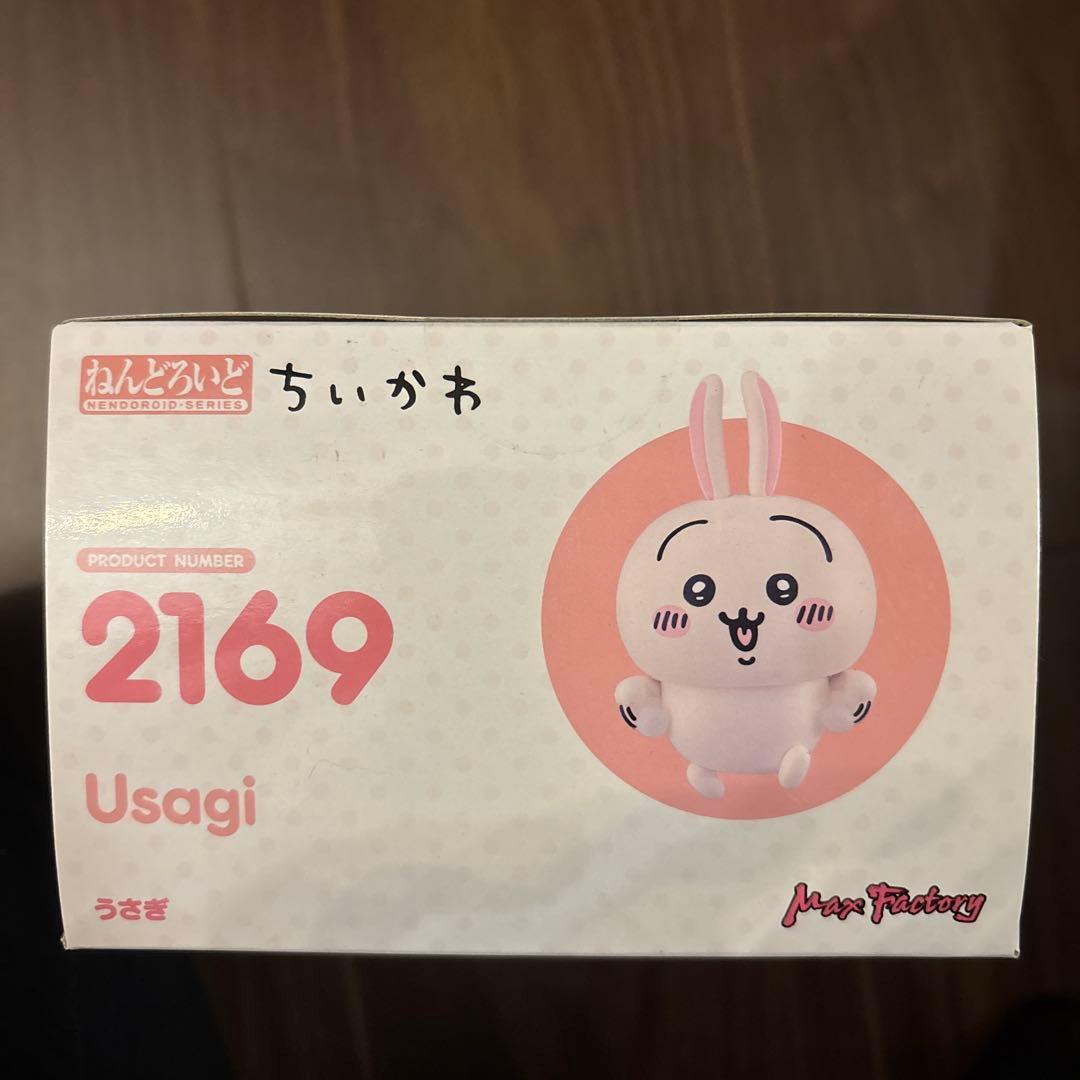 ねんどろいど
NENDOROID·SERIES
ちいかわ
PRODUCT NUMBER
2169
Usagi
うさぎ
Max Factory